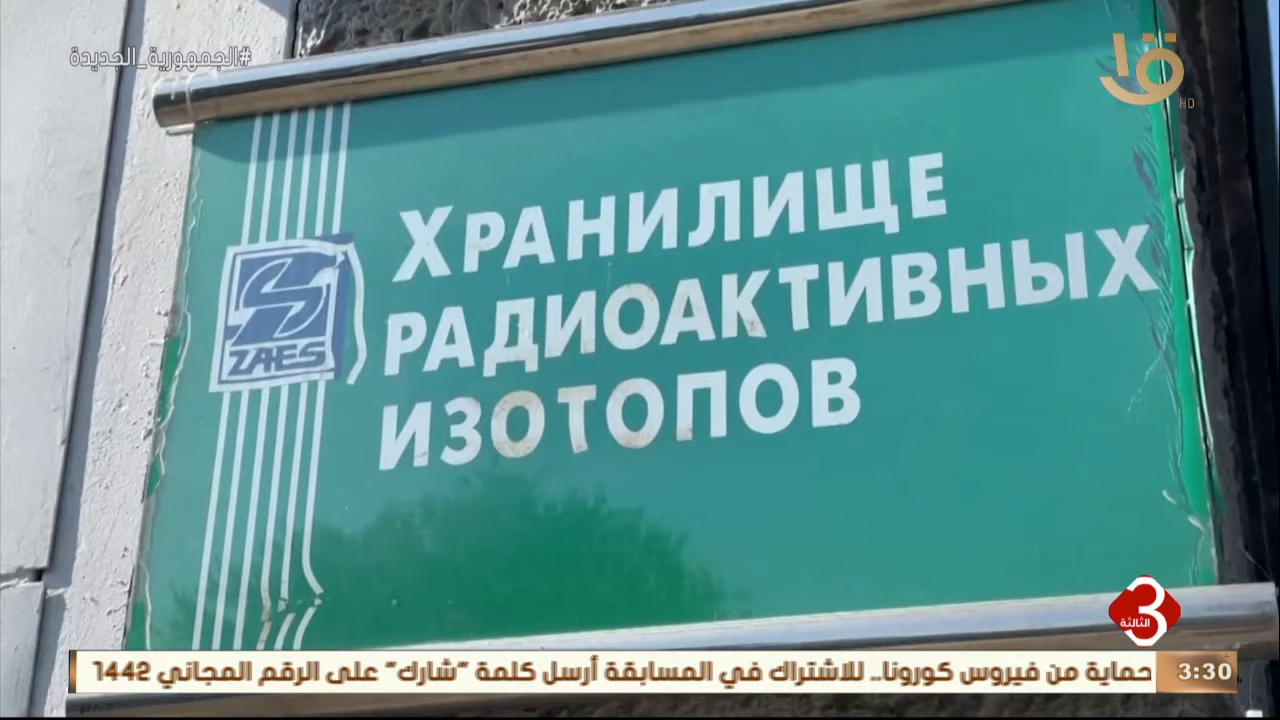 #الجمهورية_الجديدة
HD
ХРАНИЛИЩЕ
РАДИОАКТИВНЫХ
ИЗОТОПОВ
ZAES
3
الثالثة
3:30
حماية من فيروس كورونا.. للاشتراك في المسابقة أرسل كلمة "شارك" على الرقم المجاني 1442